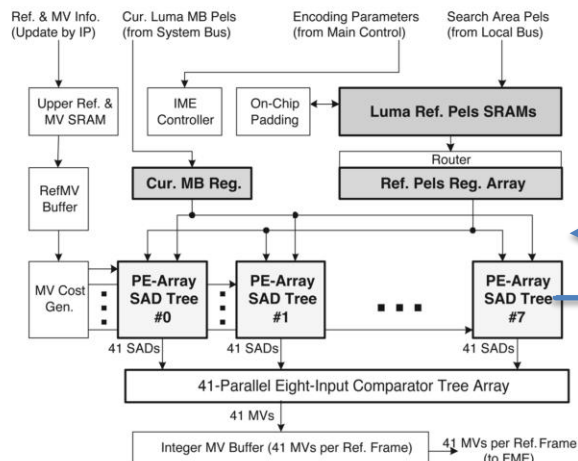 Ref. & MV Info.
(Update by IP)
Cur. Luma MB Pels
(from System Bus)
Encoding Parameters
(from Main Control)
Search Area Pels
(from Local Bus)
Upper Ref. &
MV SRAM
IME
Controller
On-Chip
Padding
Luma Ref. Pels SRAMs
Router
RefMV
Buffer
Cur. MB Reg.
Ref. Pels Reg. Array
MV Cost
Gen.
PE-Array
SAD Tree
#0
PE-Array
SAD Tree
#1
PE-Array
SAD Tree
#7
41 SADs
41 SADs
41 SADs
41-Parallel Eight-Input Comparator Tree Array
41 MVs
Integer MV Buffer (41 MVs per Ref. Frame)
41 MVs per Ref. Frame
(to FME)